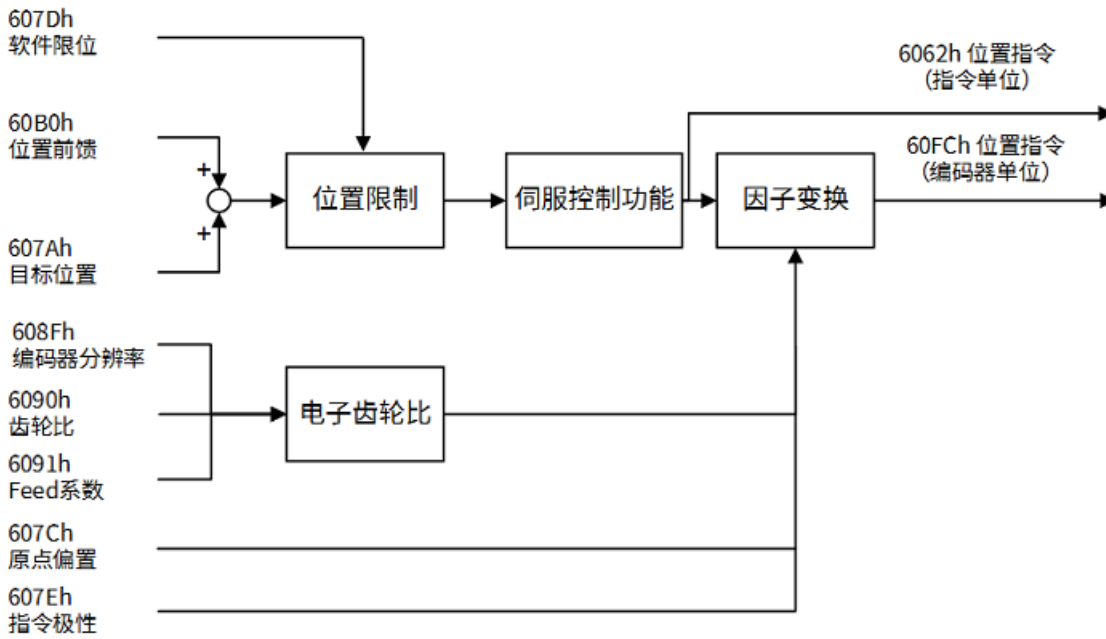 607Dh
软件限位
6062h 位置指令
（指令单位）
60B0h
位置前馈
60FCh 位置指令
（编码器单位）
+
位置限制
伺服控制功能
因子变换
+
607Ah
目标位置
608Fh
编码器分辨率
6090h
齿轮比
电子齿轮比
6091h
Feed系数
607Ch
原点偏置
607Eh
指令极性